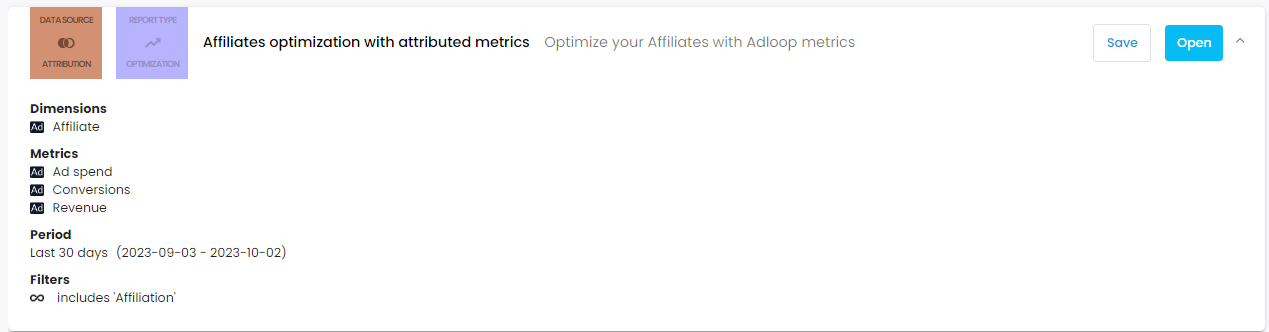 DATA SOURCE
ATTRIBUTION
REPORT TYPE
OPTIMIZATION
Affiliates optimization with attributed metrics Optimize your Affiliates with Adloop metrics
Save
Open
Dimensions
Ad Affiliate
Metrics
Ad Ad spend
Ad Conversions
Ad Revenue
Period
Last 30 days (2023-09-03 - 2023-10-02)
Filters
includes 'Affiliation'